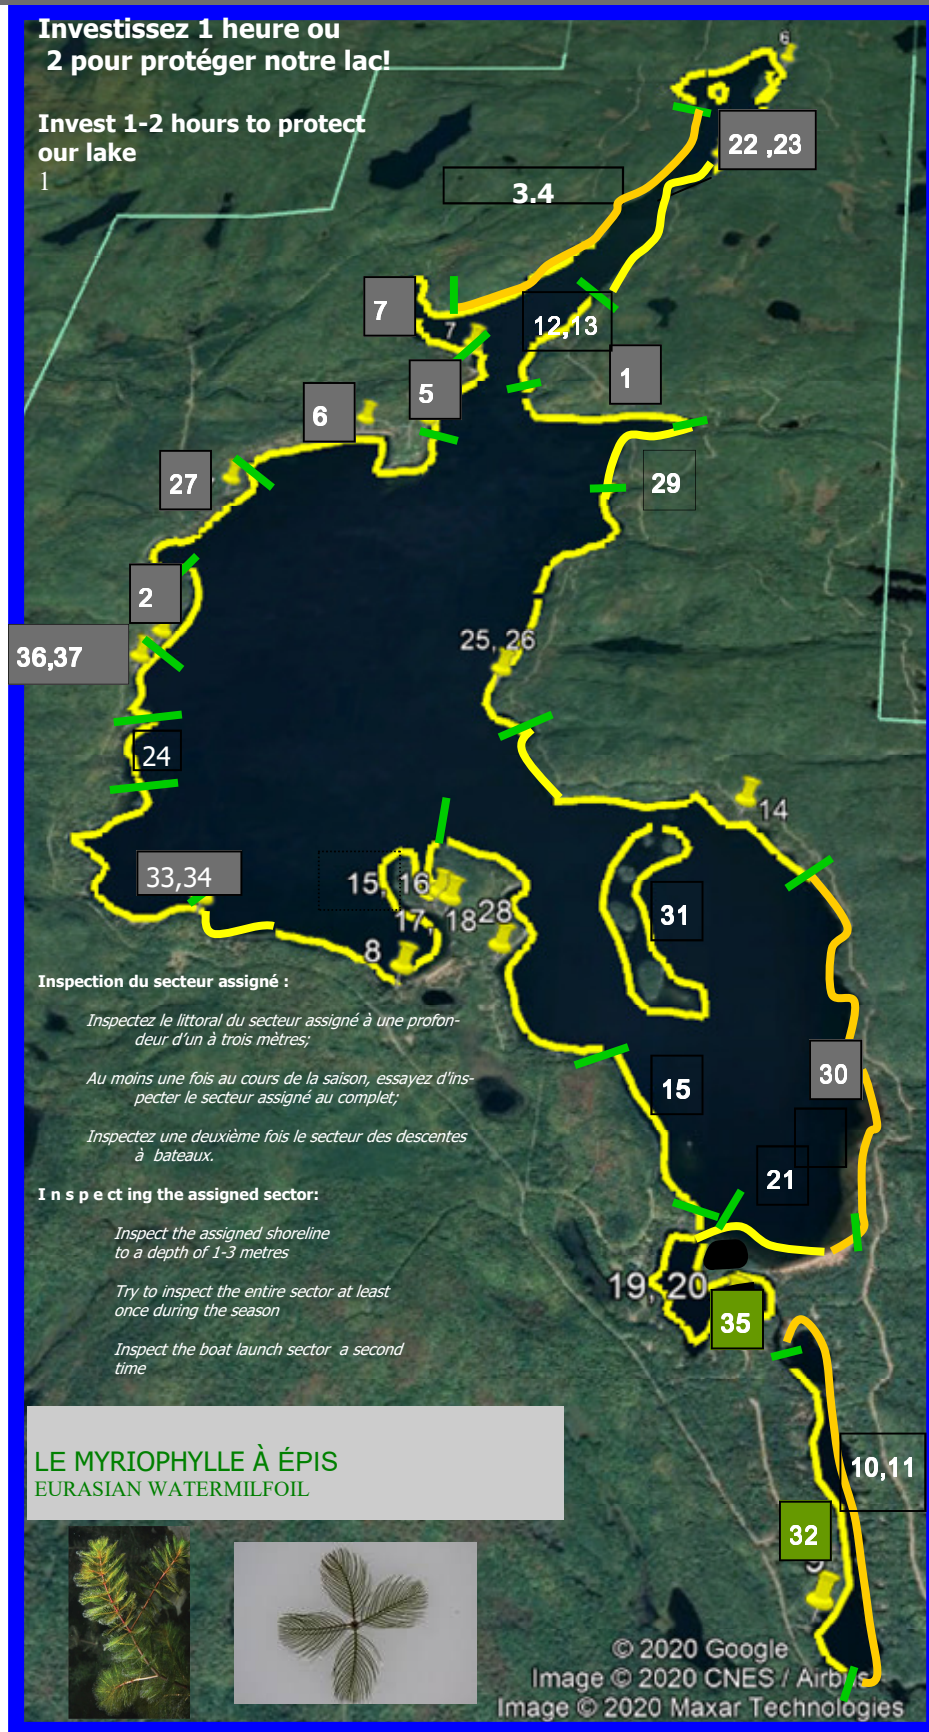 Investissez 1 heure ou
2 pour protéger notre lac!
Invest 1-2 hours to protect
our lake
1
6
22 ,23
3.4
7
7
12,13
5
1
6
27
29
2
25, 26
36,37
24
14
33,34
15, 16
17, 18
28
31
8
Inspection du secteur assigné :
Inspectez le littoral du secteur assigné à une profon-
deur d'un à trois mètres;
Au moins une fois au cours de la saison, essayez d'ins-
pecter le secteur assigné au complet;
Inspectez une deuxième fois le secteur des descentes
à bateaux.
30
15
21
I n s p e ct ing the assigned sector:
Inspect the assigned shoreline
to a depth of 1-3 metres
Try to inspect the entire sector at least
once during the season
Inspect the boat launch sector a second
time
19, 20
35
10,11
32
LE MYRIOPHYLLE À ÉPIS
EURASIAN WATERMILFOIL
© 2020 Google
Image © 2020 CNES / Airbus
Image © 2020 Maxar Technologies